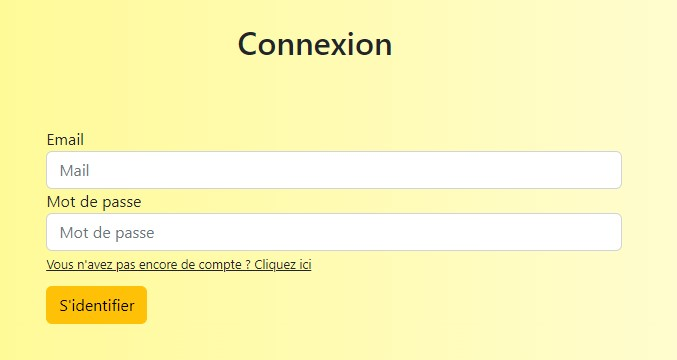 Connexion
Email
Mail
Mot de passe
Mot de passe
Vous n'avez pas encore de compte ? Cliquez ici
S'identifier